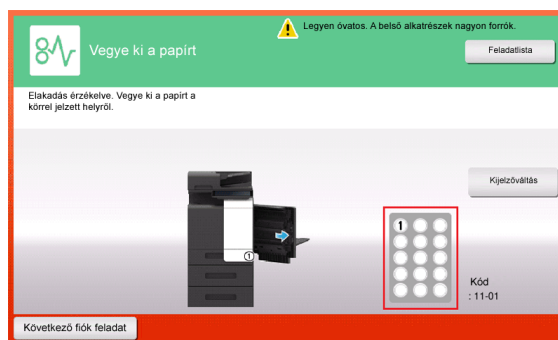 Legyen óvatos. A belső alkatrészek nagyon forrók.
Vegye ki a papírt
Feladatlista
Elakadás érzékelve. Vegye ki a papírt a
körrel jelzett helyről.
Kijelzőváltás
1
1
Kód
: 11-01
Következő fiók feladat